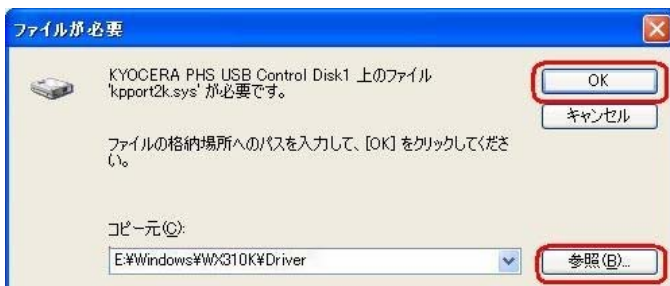 ファイルが必要
KYOCERA PHS USB Control Disk1 上のファイル
'kpport2k.sys' が必要です。
OK
キャンセル
ファイルの格納場所へのパスを入力して、[OK] をクリックしてくださ
い。
コピー元(C):
E:¥Windows¥WX310K¥Driver
参照(B)...